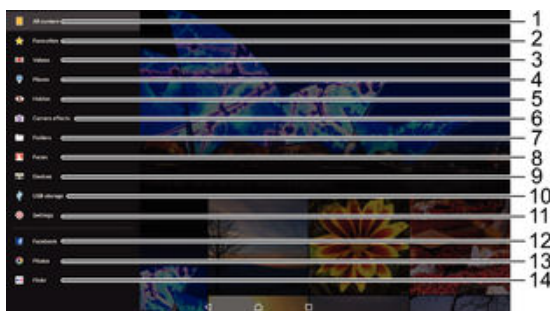 All content 1
Favorites 2
Videos 3
Places 4
Hidden 5
Camera effects 6
Folders 7
Faces 8
Devices 9
USB storage 10
Settings 11
Facebook 12
Photos 13
Flickr 14